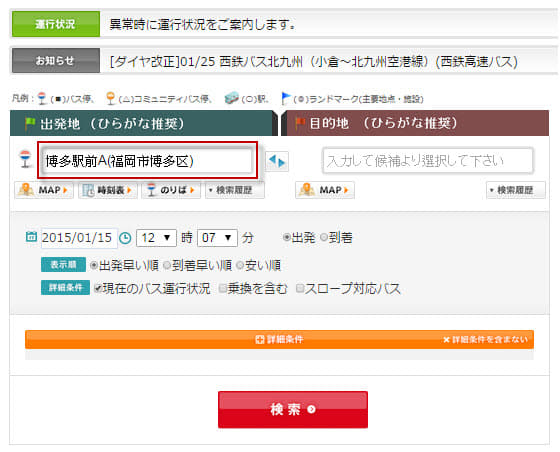 運行状況 異常時に運行状況をご案内します。
お知らせ [ダイヤ改正]01/25 西鉄バス北九州（小倉～北九州空港線）(西鉄高速バス)
凡例： (■)バス停、 (△)コミュニティバス停、 (○)駅、 (◎)ランドマーク(主要地点・施設)
出発地 （ひらがな推奨） 目的地 （ひらがな推奨）
博多駅前A(福岡市博多区) 入力して候補より選択して下さい
MAP 時刻表 のりば 検索履歴 MAP 検索履歴
2015/01/15 12 時 07 分 出発 到着
表示順 出発早い順 到着早い順 安い順
詳細条件 現在のバス運行状況 乗換を含む スロープ対応バス
詳細条件 詳細条件を含まない
検索